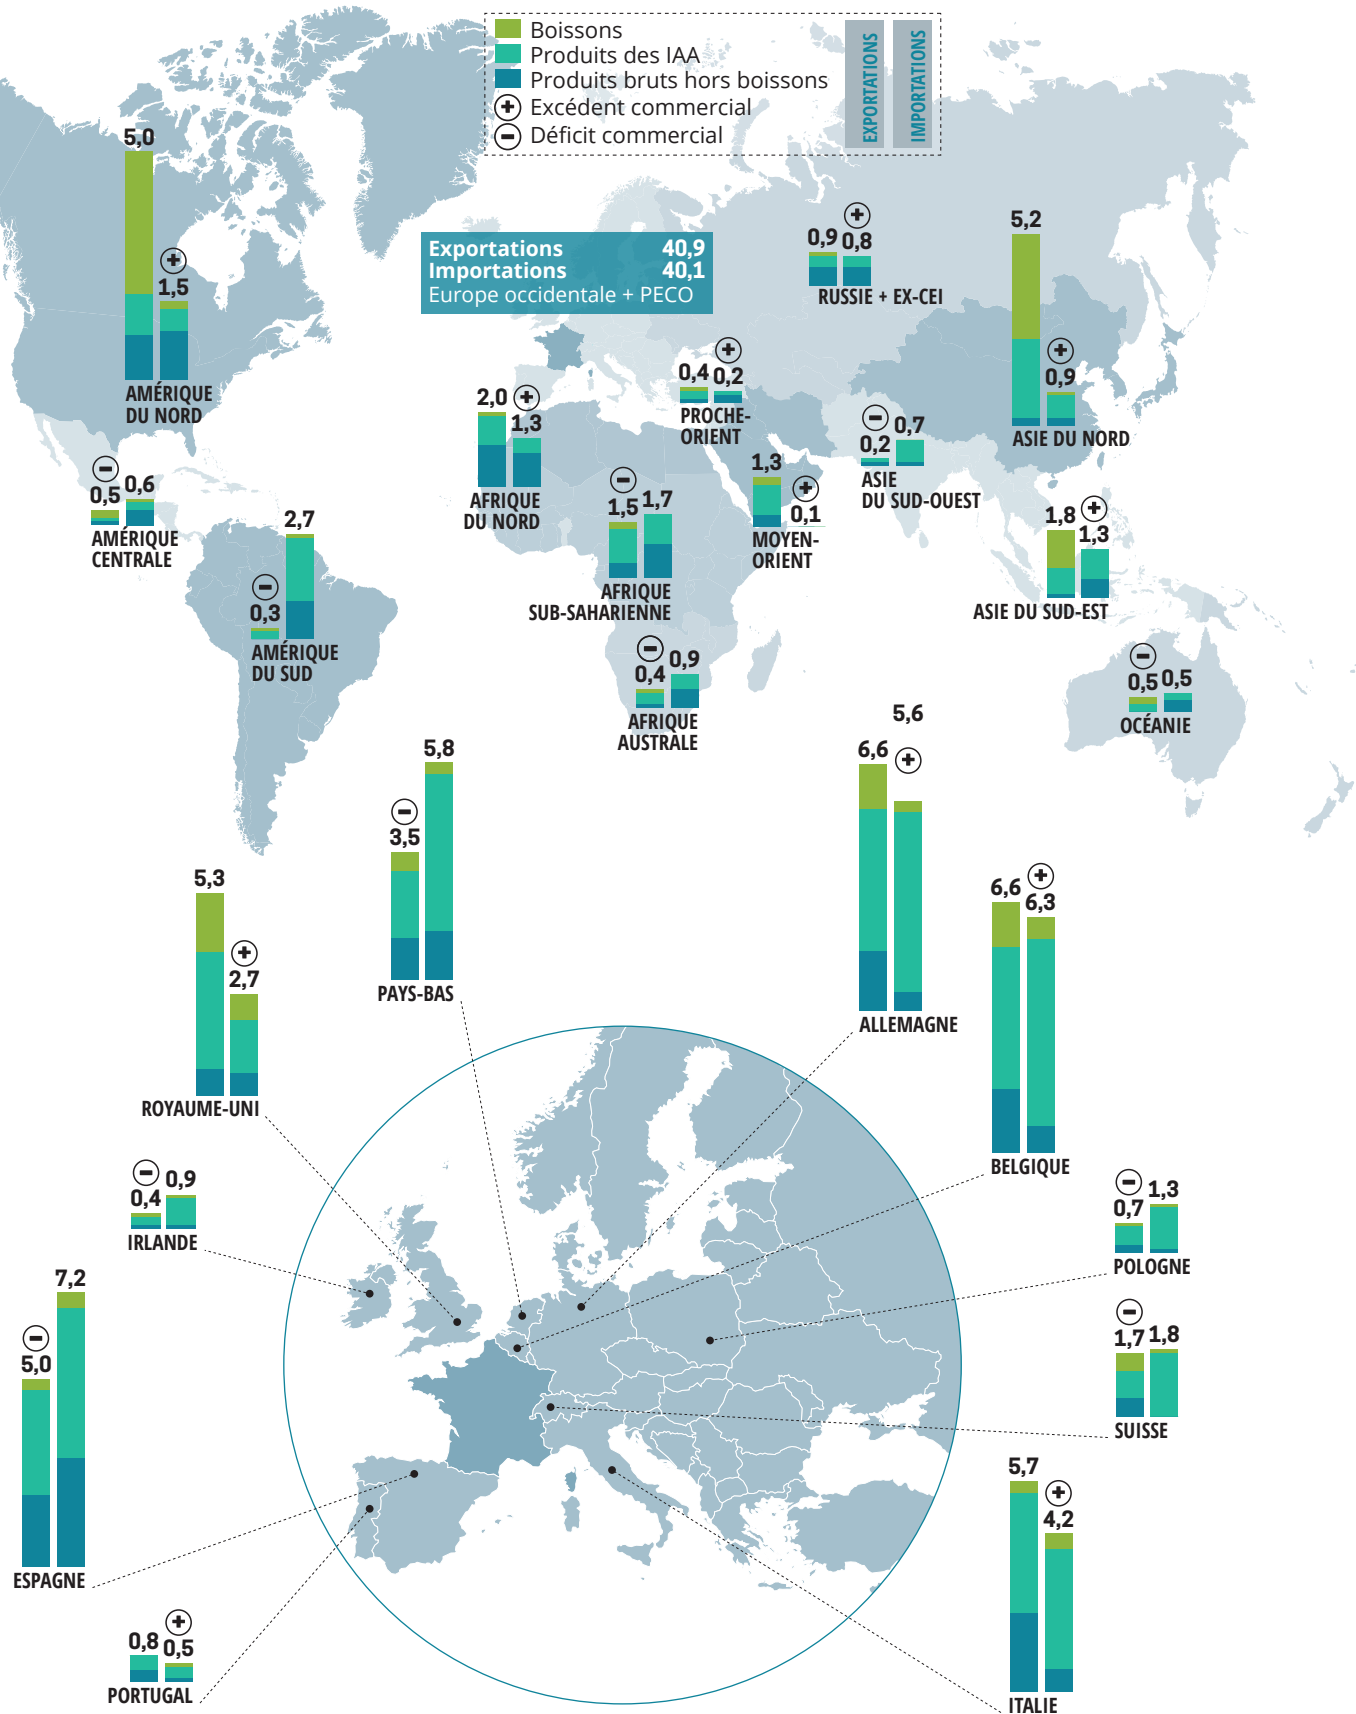 Boissons
Produits des IAA
Produits bruts hors boissons
+ Excédent commercial
− Déficit commercial
EXPORTATIONS
IMPORTATIONS
5,0
+
1,5
AMÉRIQUE
DU NORD
Exportations 40,9
Importations 40,1
Europe occidentale + PECO
+
0,9 0,8
RUSSIE + EX-CEI
5,2
+
0,9
ASIE DU NORD
+
0,4 0,2
PROCHE-
ORIENT
2,0 +
1,3
AFRIQUE
DU NORD
− 0,7
0,2
ASIE
DU SUD-OUEST
−
0,5 0,6
AMÉRIQUE
CENTRALE
1,3 +
0,1
MOYEN-
ORIENT
−
1,5 1,7
AFRIQUE
SUB-SAHARIENNE
2,7
−
0,3
AMÉRIQUE
DU SUD
1,8 +
1,3
ASIE DU SUD-EST
−
0,4 0,9
AFRIQUE
AUSTRALE
−
0,5 0,5
OCÉANIE
5,8
−
3,5
PAYS-BAS
5,6
6,6 +
ALLEMAGNE
5,3
+
2,7
ROYAUME-UNI
+
6,6 6,3
BELGIQUE
−
0,4 0,9
IRLANDE
−
0,7 1,3
POLOGNE
7,2
−
5,0
ESPAGNE
−
1,7 1,8
SUISSE
5,7 +
4,2
ITALIE
+
0,8 0,5
PORTUGAL